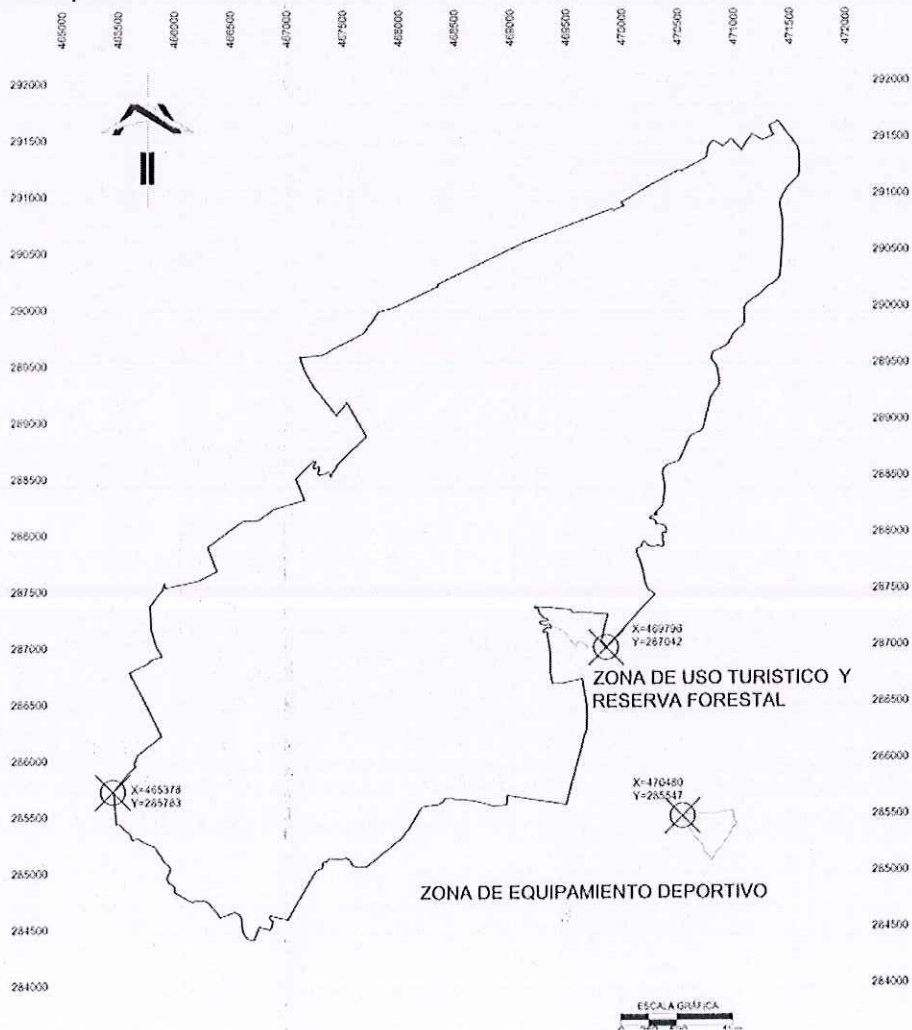 465000 465500 466000 466500 467000 467500 468000 468500 469000 469500 470000 470500 471000 471500 472000
292000 292000
291500 291500
291000 291000
290500 290500
290000 290000
289500 289500
289000 289000
288500 288500
288000 288000
287500 287500
287000 287000
X=469796
Y=287042
ZONA DE USO TURISTICO Y
RESERVA FORESTAL
286500 286500
286000 286000
X=465378
Y=285783
X=470480
Y=285547
285500 285500
285000 285000
ZONA DE EQUIPAMIENTO DEPORTIVO
284500 284500
284000 284000
ESCALA GRÁFICA